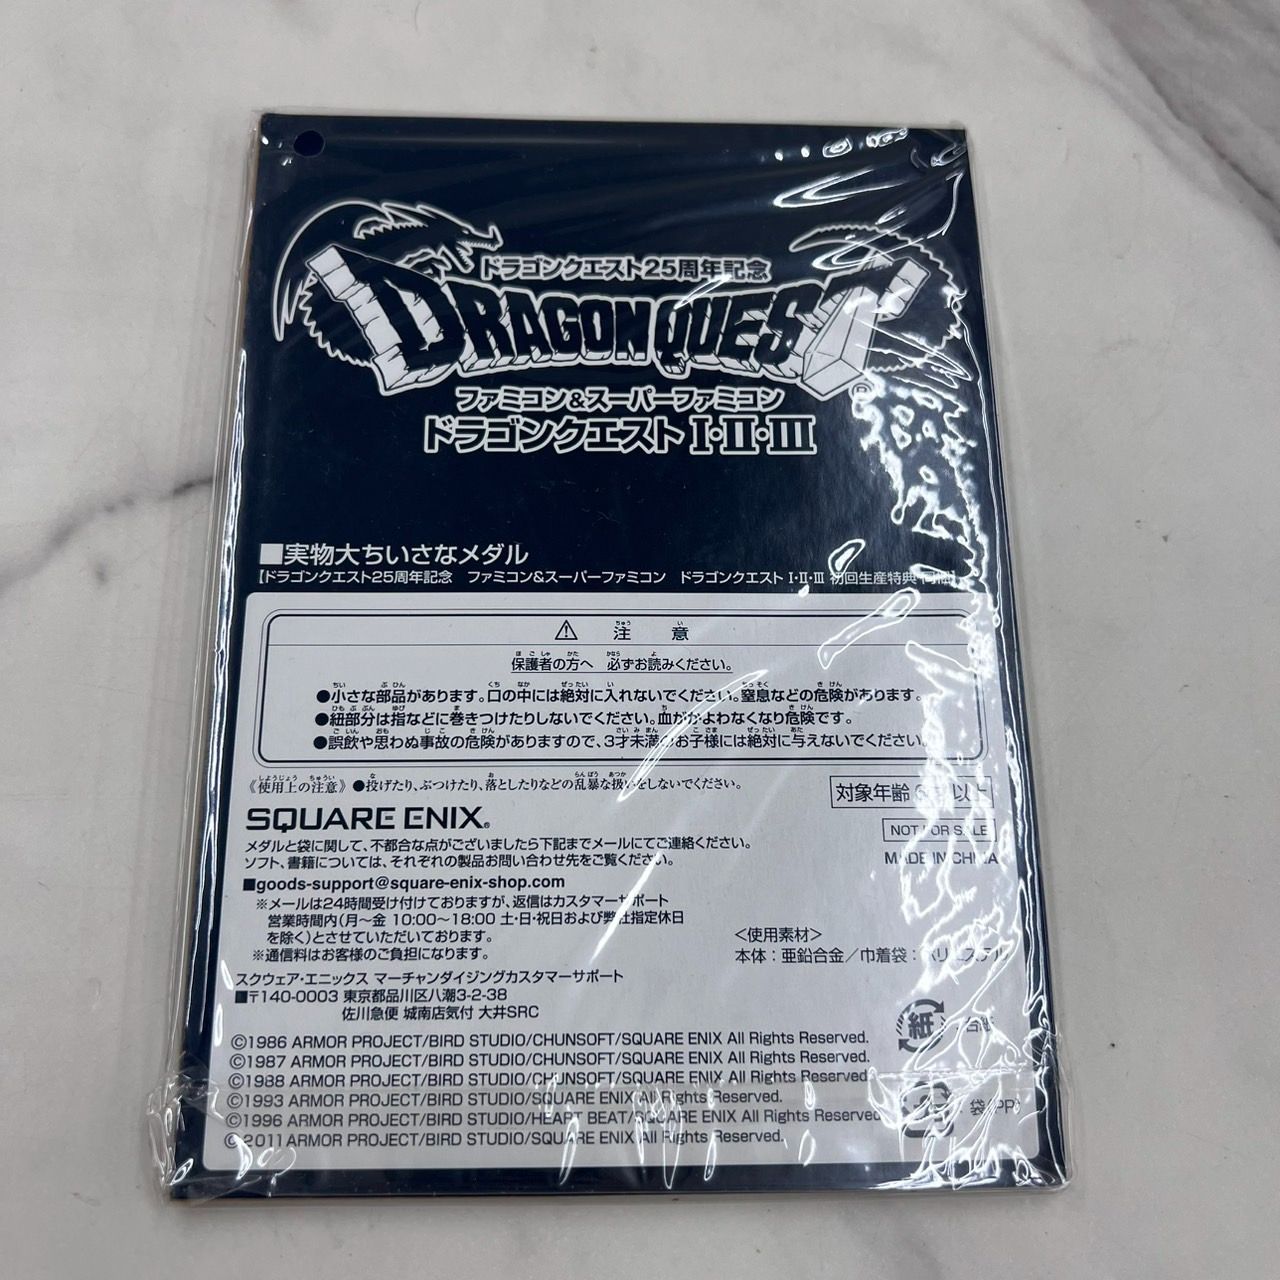 ドラゴンクエスト25周年記念
DRAGON QUEST
®
ファミコン&スーパーファミコン
ドラゴンクエスト I・II・III
■実物大ちいさなメダル
【ドラゴンクエスト25周年記念 ファミコン&スーパーファミコン ドラゴンクエスト I・II・III 初回生産特典 同梱】
⚠ 注意
保護者の方へ 必ずお読みください。
●小さな部品があります。口の中には絶対に入れないでください。窒息などの危険があります。
●紐部分は指などに巻きつけたりしないでください。血がかよわなくなり危険です。
●誤飲や思わぬ事故の危険がありますので、3才未満のお子様には絶対に与えないでください。
《使用上の注意》●投げたり、ぶつけたり、落としたりなどの乱暴な扱いをしないでください。
対象年齢 6才以上
SQUARE ENIX®
NOT FOR SALE
MADE IN CHINA
メダルと袋に関して、不都合な点がございましたら下記までメールにてご連絡ください。
ソフト、書籍については、それぞれの製品お問い合わせ先をご覧ください。
■goods-support@square-enix-shop.com
※メールは24時間受け付けておりますが、返信はカスタマーサポート
営業時間内(月〜金 10:00〜18:00 土・日・祝日および弊社指定休日
を除く)とさせていただいております。
※通信料はお客様のご負担になります。
<使用素材>
本体:亜鉛合金/巾着袋:ポリエステル
スクウェア・エニックス マーチャンダイジングカスタマーサポート
■〒140-0003 東京都品川区八潮3-2-38
佐川急便 城南店気付 大井SRC
紙 台紙
©1986 ARMOR PROJECT/BIRD STUDIO/CHUNSOFT/SQUARE ENIX All Rights Reserved.
©1987 ARMOR PROJECT/BIRD STUDIO/CHUNSOFT/SQUARE ENIX All Rights Reserved.
©1988 ARMOR PROJECT/BIRD STUDIO/CHUNSOFT/SQUARE ENIX All Rights Reserved.
©1993 ARMOR PROJECT/BIRD STUDIO/SQUARE ENIX All Rights Reserved.
©1996 ARMOR PROJECT/BIRD STUDIO/HEART BEAT/SQUARE ENIX All Rights Reserved.
©2011 ARMOR PROJECT/BIRD STUDIO/SQUARE ENIX All Rights Reserved.
袋(PP)